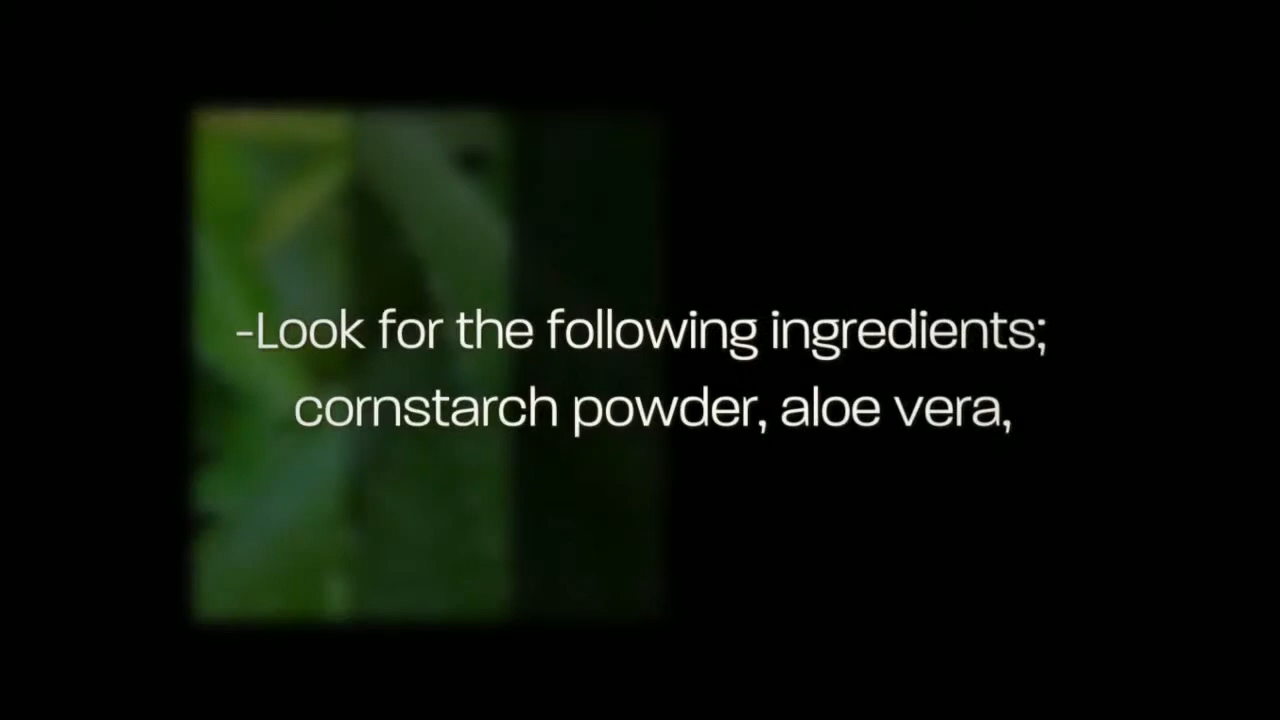 -Look for the following ingredients;
cornstarch powder, aloe vera,